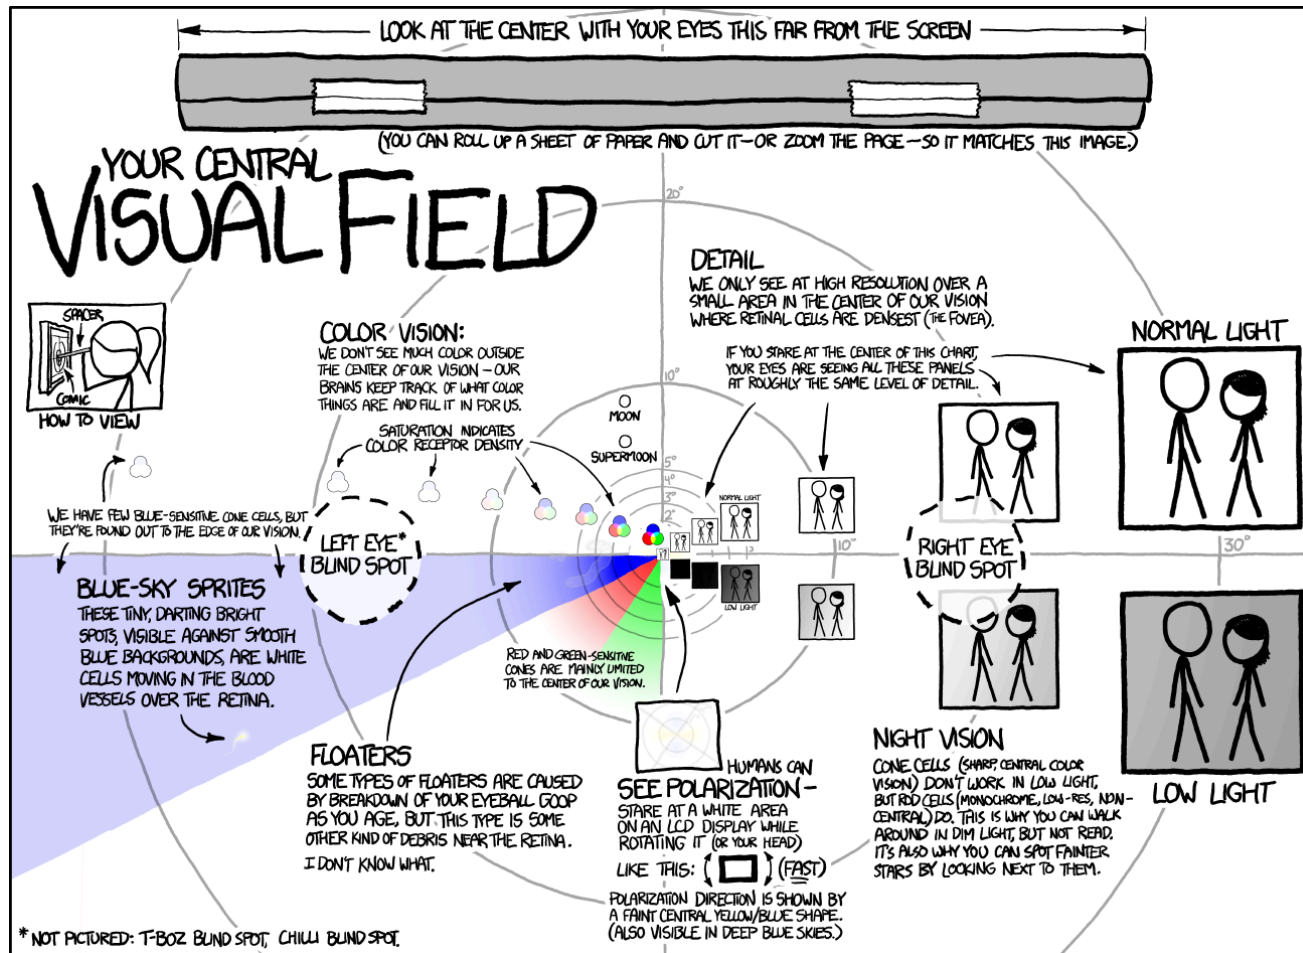 LOOK AT THE CENTER WITH YOUR EYES THIS FAR FROM THE SCREEN
(YOU CAN ROLL UP A SHEET OF PAPER AND CUT IT—OR ZOOM THE PAGE—SO IT MATCHES THIS IMAGE.)
YOUR CENTRAL
VISUAL FIELD
20°
SPACER
COMIC
HOW TO VIEW
COLOR VISION:
WE DON'T SEE MUCH COLOR OUTSIDE
THE CENTER OF OUR VISION — OUR
BRAINS KEEP TRACK OF WHAT COLOR
THINGS ARE AND FILL IT IN FOR US.
SATURATION INDICATES
COLOR RECEPTOR DENSITY
DETAIL
WE ONLY SEE AT HIGH RESOLUTION OVER A
SMALL AREA IN THE CENTER OF OUR VISION
WHERE RETINAL CELLS ARE DENSEST (THE FOVEA).
IF YOU STARE AT THE CENTER OF THIS CHART,
YOUR EYES ARE SEEING ALL THESE PANELS
AT ROUGHLY THE SAME LEVEL OF DETAIL.
NORMAL LIGHT
10°
MOON
SUPERMOON
5°
4°
3°
2°
NORMAL LIGHT
WE HAVE FEW BLUE-SENSITIVE CONE CELLS, BUT
THEY'RE FOUND OUT TO THE EDGE OF OUR VISION.
LEFT EYE*
BLIND SPOT
10°
RIGHT EYE
BLIND SPOT
30°
LOW LIGHT
BLUE-SKY SPRITES
THESE TINY, DARTING BRIGHT
SPOTS, VISIBLE AGAINST SMOOTH
BLUE BACKGROUNDS, ARE WHITE
CELLS MOVING IN THE BLOOD
VESSELS OVER THE RETINA.
RED AND GREEN-SENSITIVE
CONES ARE MAINLY LIMITED
TO THE CENTER OF OUR VISION.
FLOATERS
SOME TYPES OF FLOATERS ARE CAUSED
BY BREAKDOWN OF YOUR EYEBALL GOOP
AS YOU AGE, BUT THIS TYPE IS SOME
OTHER KIND OF DEBRIS NEAR THE RETINA.
I DON'T KNOW WHAT.
HUMANS CAN
SEE POLARIZATION—
STARE AT A WHITE AREA
ON AN LCD DISPLAY WHILE
ROTATING IT (OR YOUR HEAD)
LIKE THIS: ( ) (FAST)
POLARIZATION DIRECTION IS SHOWN BY
A FAINT CENTRAL YELLOW/BLUE SHAPE.
(ALSO VISIBLE IN DEEP BLUE SKIES.)
NIGHT VISION
CONE CELLS (SHARP, CENTRAL COLOR
VISION) DON'T WORK IN LOW LIGHT,
BUT ROD CELLS (MONOCHROME, LOW-RES, NON-
CENTRAL) DO. THIS IS WHY YOU CAN WALK
AROUND IN DIM LIGHT, BUT NOT READ.
IT'S ALSO WHY YOU CAN SPOT FAINTER
STARS BY LOOKING NEXT TO THEM.
LOW LIGHT
*NOT PICTURED: T-BOZ BLIND SPOT, CHILLI BLIND SPOT.